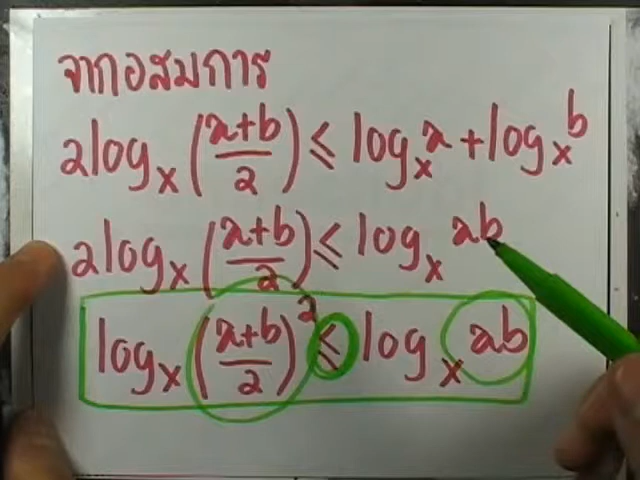 จากอสมการ
2log_x((a+b)/2) ≤ log_x a + log_x b
2log_x((a+b)/2) ≤ log_x ab
log_x((a+b)/2)² ≤ log_x ab